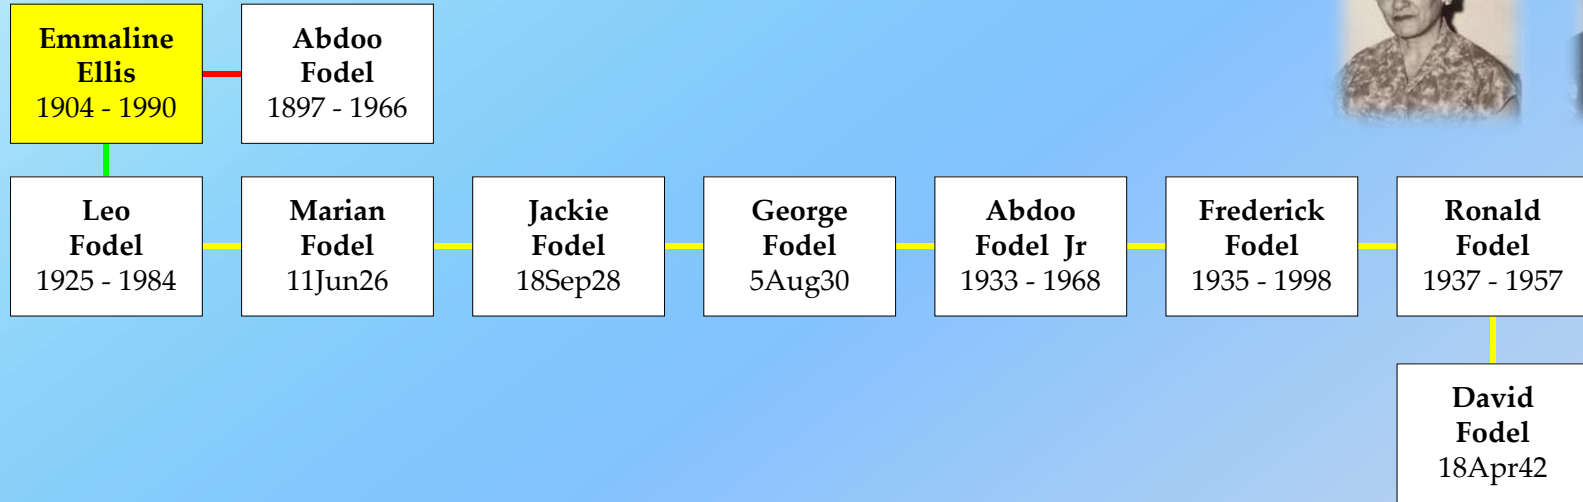 Emmaline
Ellis
1904 - 1990
Abdoo
Fodel
1897 - 1966
Leo
Fodel
1925 - 1984
Marian
Fodel
11Jun26
Jackie
Fodel
18Sep28
George
Fodel
5Aug30
Abdoo
Fodel Jr
1933 - 1968
Frederick
Fodel
1935 - 1998
Ronald
Fodel
1937 - 1957
David
Fodel
18Apr42